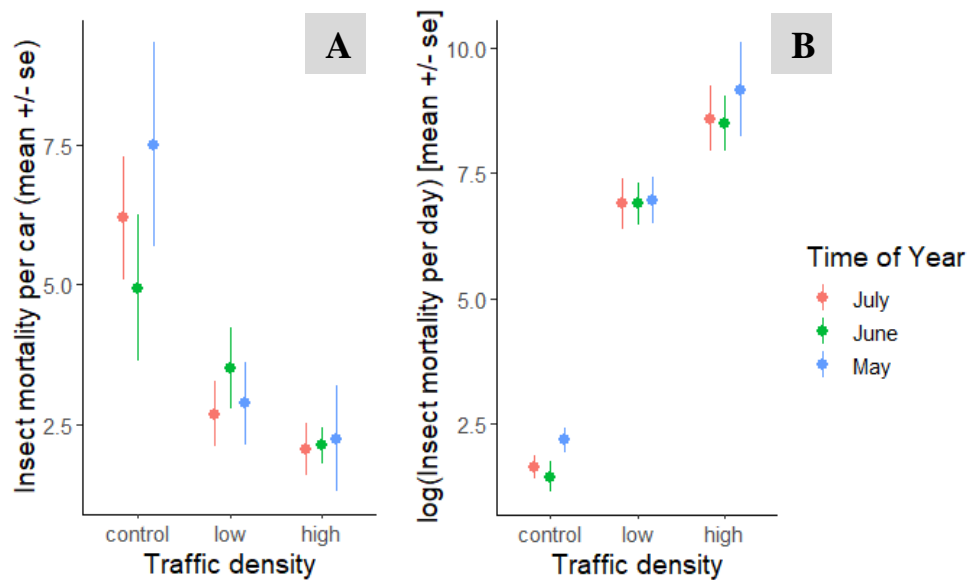 A
Insect mortality per car (mean +/- se)
7.5
5.0
2.5
control low high
Traffic density
B
log(Insect mortality per day) [mean +/- se]
10.0
7.5
5.0
2.5
control low high
Traffic density
Time of Year
July
June
May